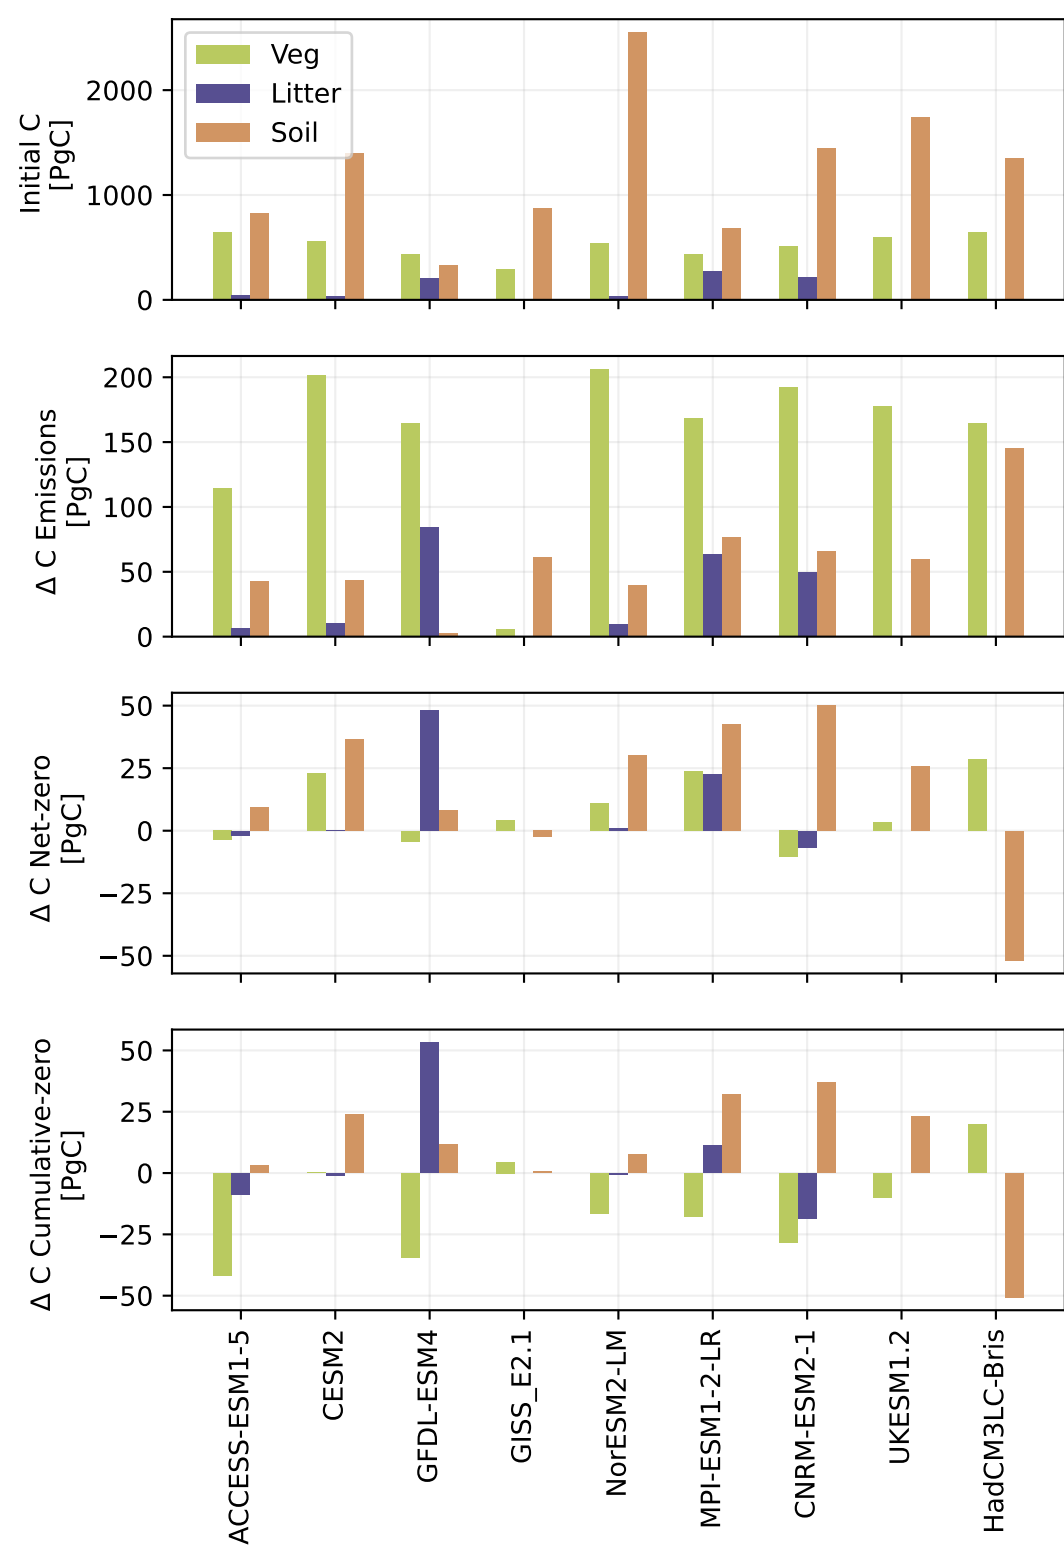 Veg
Litter
Soil
Initial C
[PgC]
2000
1000
0
Δ C Emissions
[PgC]
200
150
100
50
0
Δ C Net-zero
[PgC]
50
25
0
−25
−50
Δ C Cumulative-zero
[PgC]
50
25
0
−25
−50
ACCESS-ESM1-5
CESM2
GFDL-ESM4
GISS_E2.1
NorESM2-LM
MPI-ESM1-2-LR
CNRM-ESM2-1
UKESM1.2
HadCM3LC-Bris